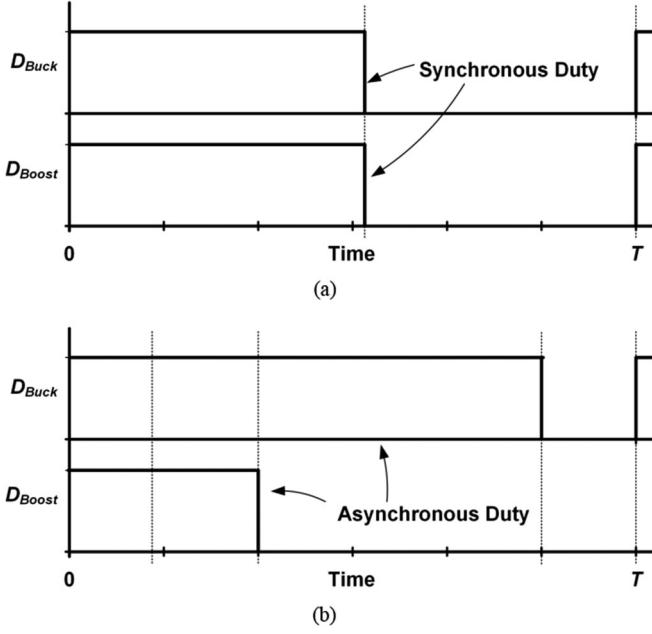 D_Buck
Synchronous Duty
D_Boost
0 Time T
(a)
D_Buck
D_Boost
Asynchronous Duty
0 Time T
(b)